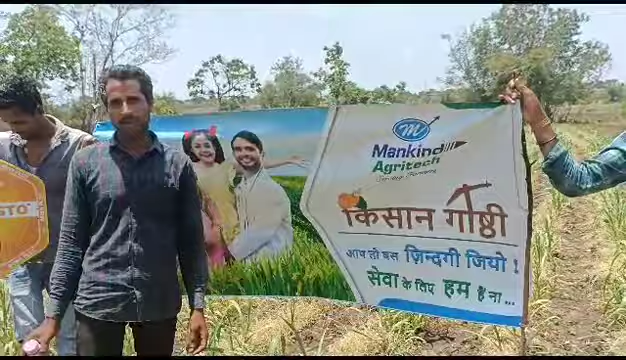 Mankind
Agritech
किसान गोष्ठी
आप तो बस ज़िन्दगी जियो !
सेवा के लिए हम हैं ना...